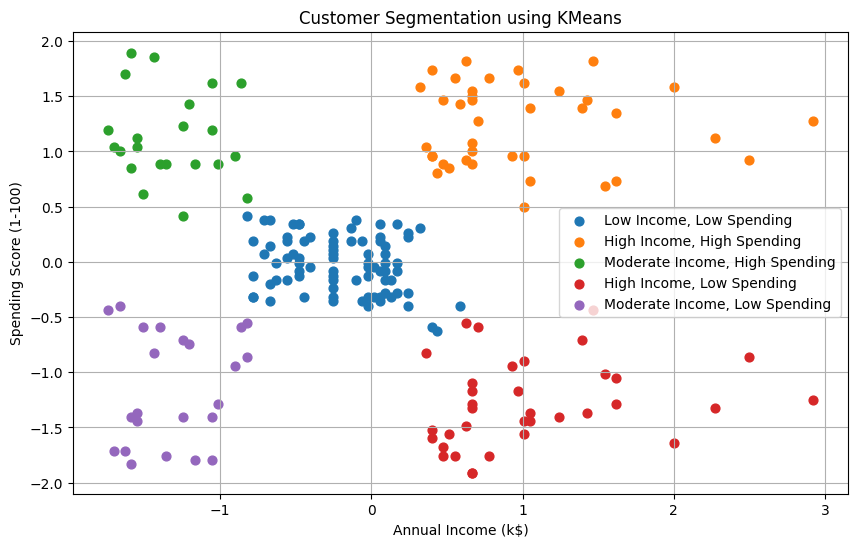 Customer Segmentation using KMeans
Spending Score (1-100)
2.0
1.5
1.0
0.5
0.0
−0.5
−1.0
−1.5
−2.0
Low Income, Low Spending
High Income, High Spending
Moderate Income, High Spending
High Income, Low Spending
Moderate Income, Low Spending
−1
0
1
2
3
Annual Income (k$)